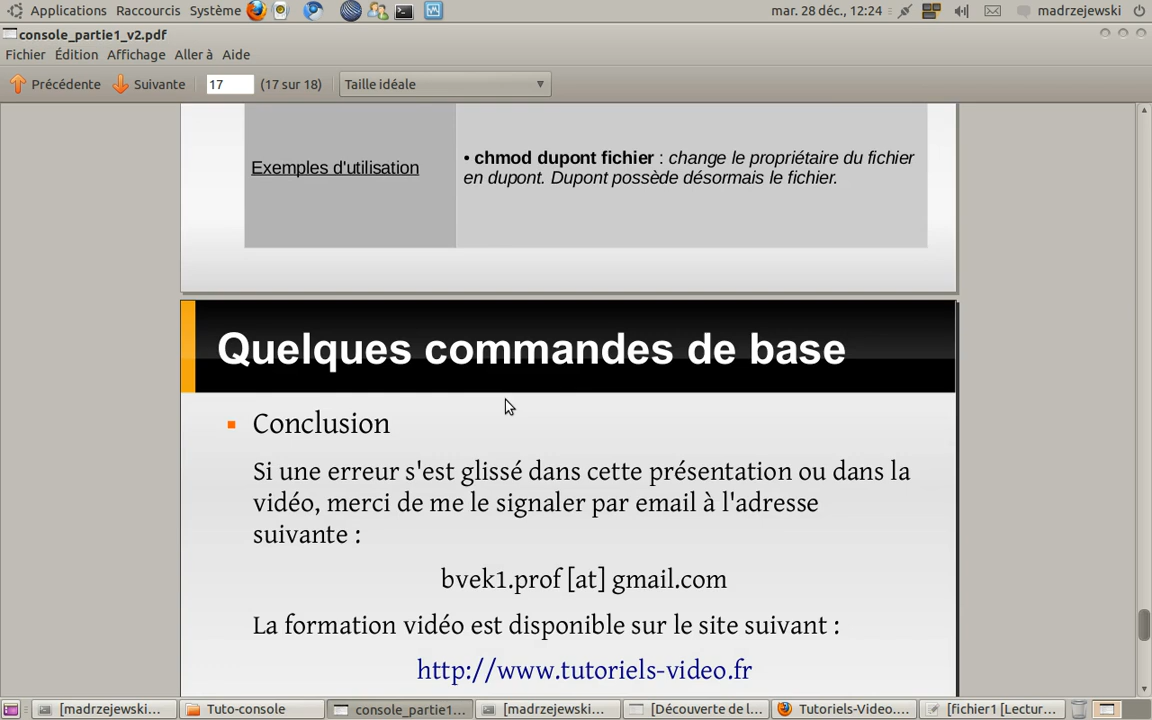 Applications Raccourcis Système mar. 28 déc., 12:24 madrzejewski
console_partie1_v2.pdf
Fichier Édition Affichage Aller à Aide
Précédente Suivante 17 (17 sur 18) Taille idéale
Exemples d'utilisation
• chmod dupont fichier : change le propriétaire du fichier
en dupont. Dupont possède désormais le fichier.
Quelques commandes de base
Conclusion
Si une erreur s'est glissé dans cette présentation ou dans la
vidéo, merci de me le signaler par email à l'adresse
suivante :
bvek1.prof [at] gmail.com
La formation vidéo est disponible sur le site suivant :
http://www.tutoriels-video.fr
[madrzejewski... Tuto-console console_partie1... [madrzejewski... [Découverte de l... Tutoriels-Video.... [fichier1 [Lectur...